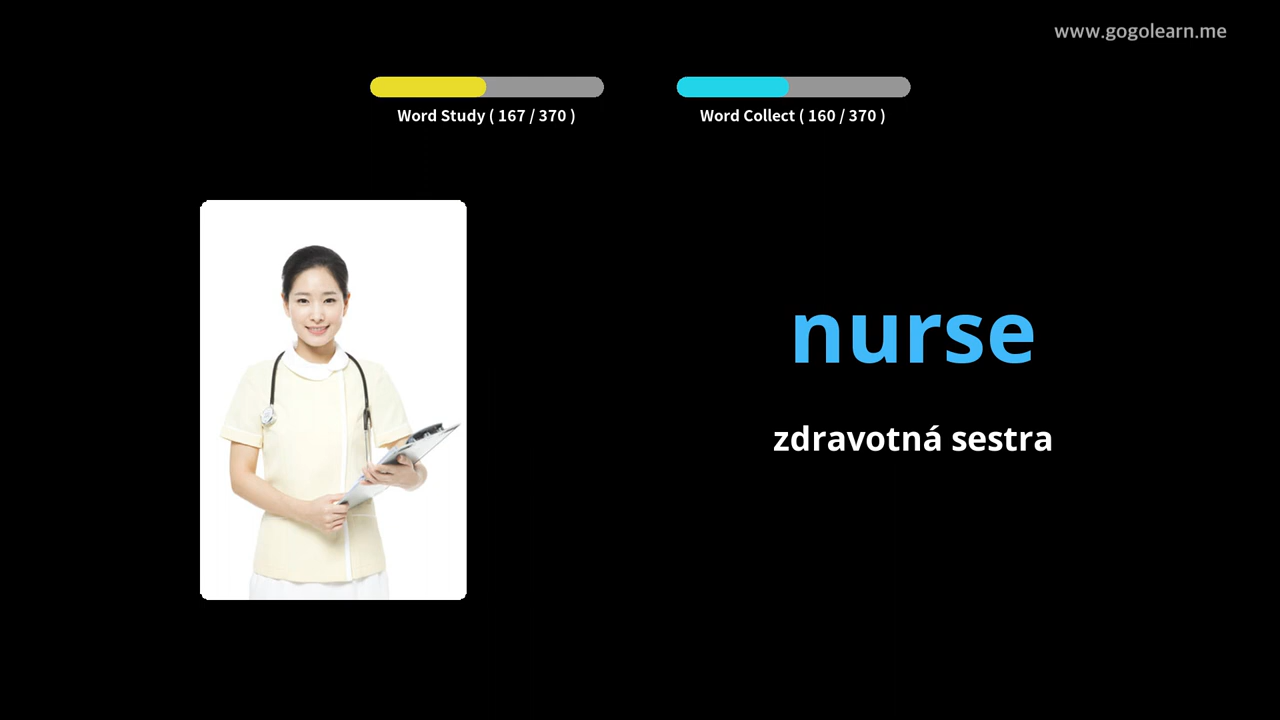 www.gogolearn.me
Word Study ( 167 / 370 )
Word Collect ( 160 / 370 )
nurse
zdravotná sestra